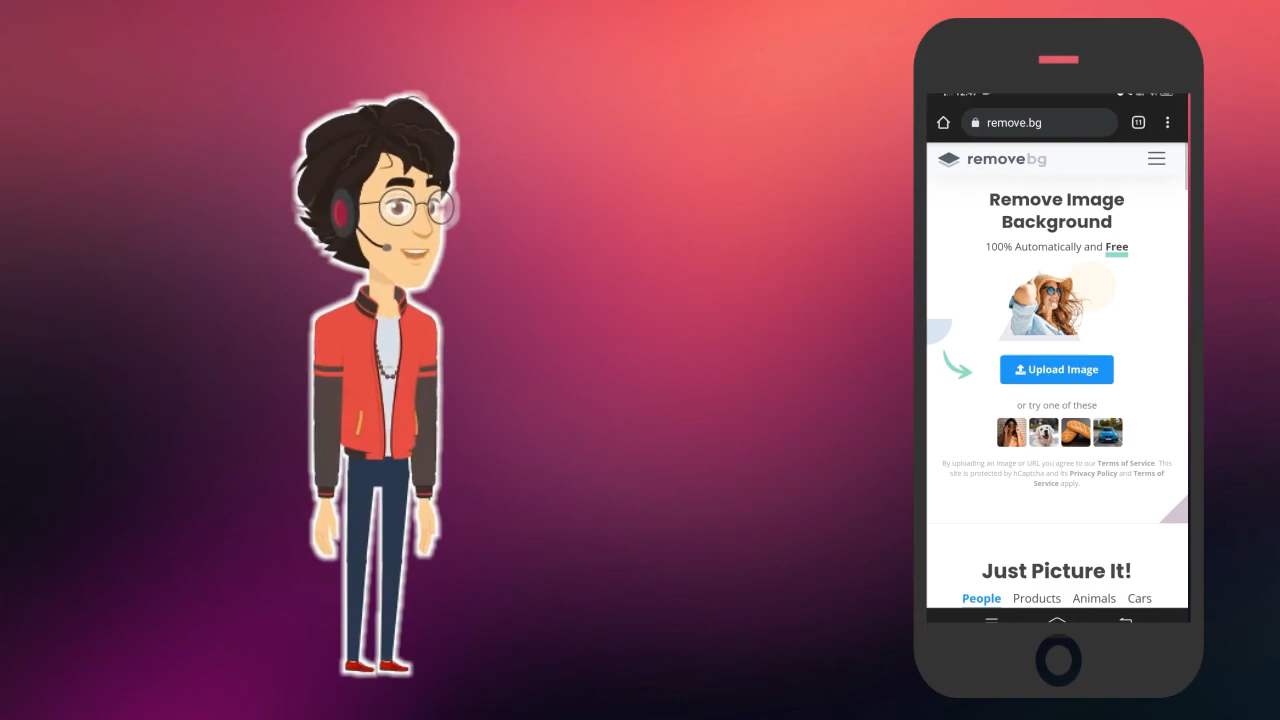 11
remove.bg
removebg
Remove Image
Background
100% Automatically and Free
Upload Image
or try one of these
By uploading an image or URL you agree to our Terms of Service. This
site is protected by hCaptcha and its Privacy Policy and Terms of
Service apply.
Just Picture It!
People Products Animals Cars